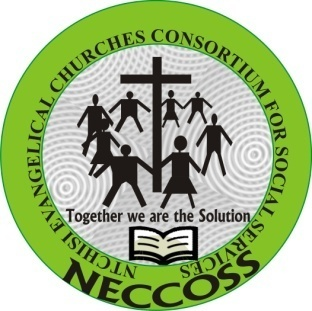 NTCHISI EVANGELICAL CHURCHES CONSORTIUM FOR SOCIAL SERVICES
Together we are the Solution
NECCOSS